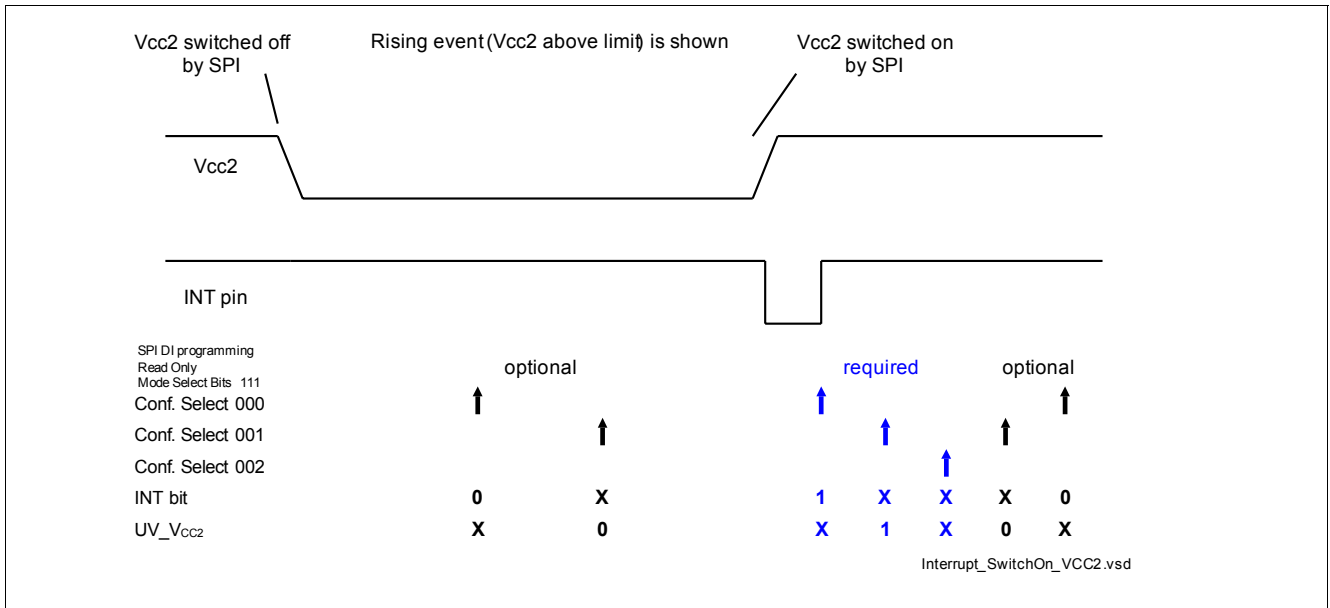 Vcc2 switched off
by SPI
Rising event (Vcc2 above limit) is shown
Vcc2 switched on
by SPI
Vcc2
INT pin
SPI DI programming
Read Only
Mode Select Bits 111
optional
required
optional
Conf. Select 000
Conf. Select 001
Conf. Select 002
INT bit 0 X 1 X X X 0
UV_VCC2 X 0 X 1 X 0 X
Interrupt_SwitchOn_VCC2.vsd